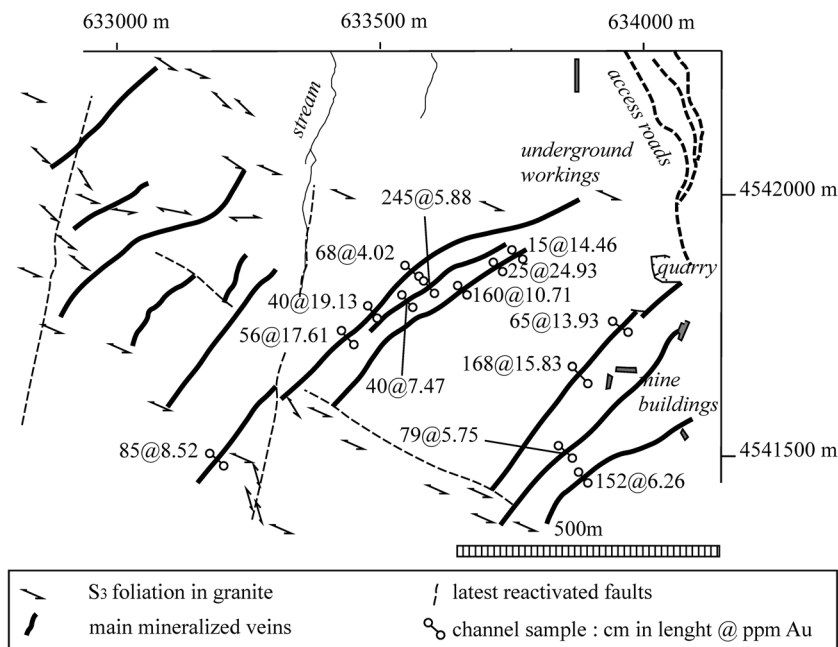 633000 m
633500 m
634000 m
stream
access roads
underground
workings
4542000 m
245@5.88
68@4.02
15@14.46
25@24.93
quarry
40@19.13
160@10.71
56@17.61
65@13.93
40@7.47
168@15.83
mine
buildings
79@5.75
85@8.52
4541500 m
152@6.26
500m
S3 foliation in granite
latest reactivated faults
main mineralized veins
channel sample : cm in lenght @ ppm Au